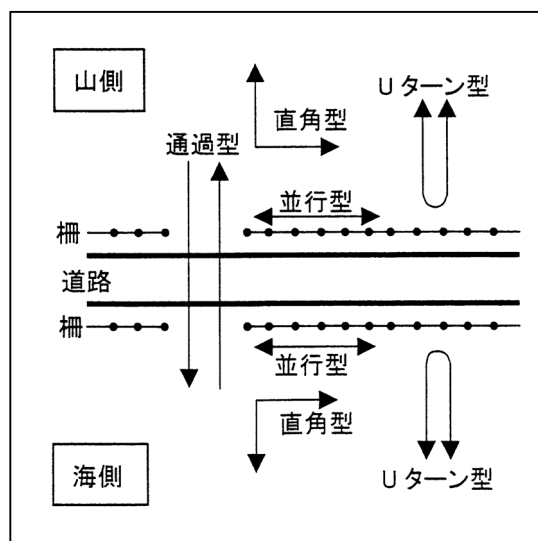 山側
Uターン型
直角型
通過型
並行型
柵
道路
柵
並行型
直角型
海側
Uターン型